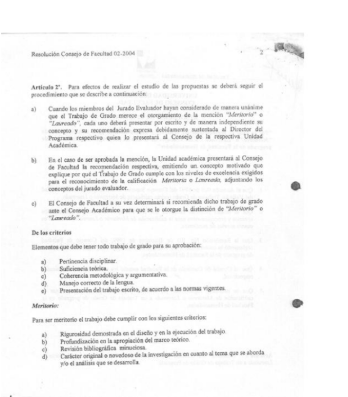 Resolución Consejo de Facultad 02-2004
2
Artículo 2°. Para efectos de realizar el estudio de las propuestas se deberá seguir el
procedimiento que se describe a continuación:
a) Cuando los miembros del Jurado Evaluador hayan considerado de manera unánime
que el Trabajo de Grado merece el otorgamiento de la mención "Meritorio" o
"Laureado", cada uno deberá presentar por escrito y de manera independiente su
concepto y su recomendación expresa debidamente sustentada al Director del
Programa respectivo quien lo presentará al Consejo de la respectiva Unidad
Académica.
b) En el caso de ser aprobada la mención, la Unidad académica presentará al Consejo
de Facultad la recomendación respectiva, emitiendo un concepto motivado que
explique por qué el Trabajo de Grado cumple con los niveles de excelencia exigidos
para el reconocimiento de la calificación Meritorio o Laureado, adjuntando los
conceptos del jurado evaluador.
c) El Consejo de Facultad a su vez determinará si recomienda dicho trabajo de grado
ante el Consejo Académico para que se le otorgue la distinción de "Meritorio" o
"Laureado".
De los criterios
Elementos que debe tener todo trabajo de grado para su aprobación:
a) Pertinencia disciplinar.
b) Suficiencia teórica.
c) Coherencia metodológica y argumentativa.
d) Manejo correcto de la lengua.
e) Presentación del trabajo escrito, de acuerdo a las normas vigentes.
Meritorio:
Para ser meritorio el trabajo debe cumplir con los siguientes criterios:
a) Rigurosidad demostrada en el diseño y en la ejecución del trabajo.
b) Profundización en la apropiación del marco teórico.
c) Revisión bibliográfica minuciosa.
d) Carácter original o novedoso de la investigación en cuanto al tema que se aborda
y/o el análisis que se desarrolla.